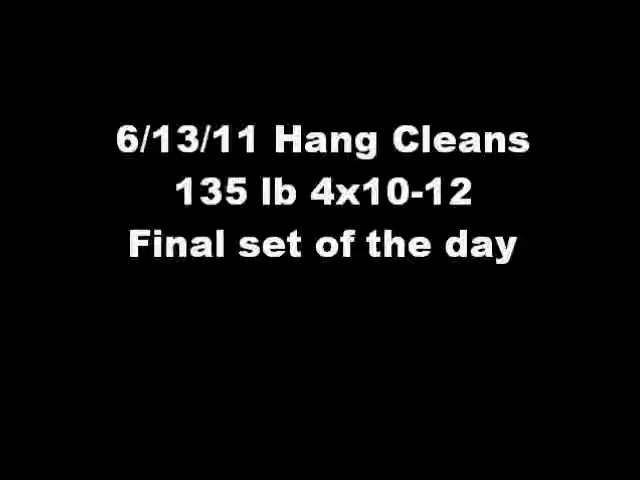 6/13/11 Hang Cleans
135 lb 4x10-12
Final set of the day